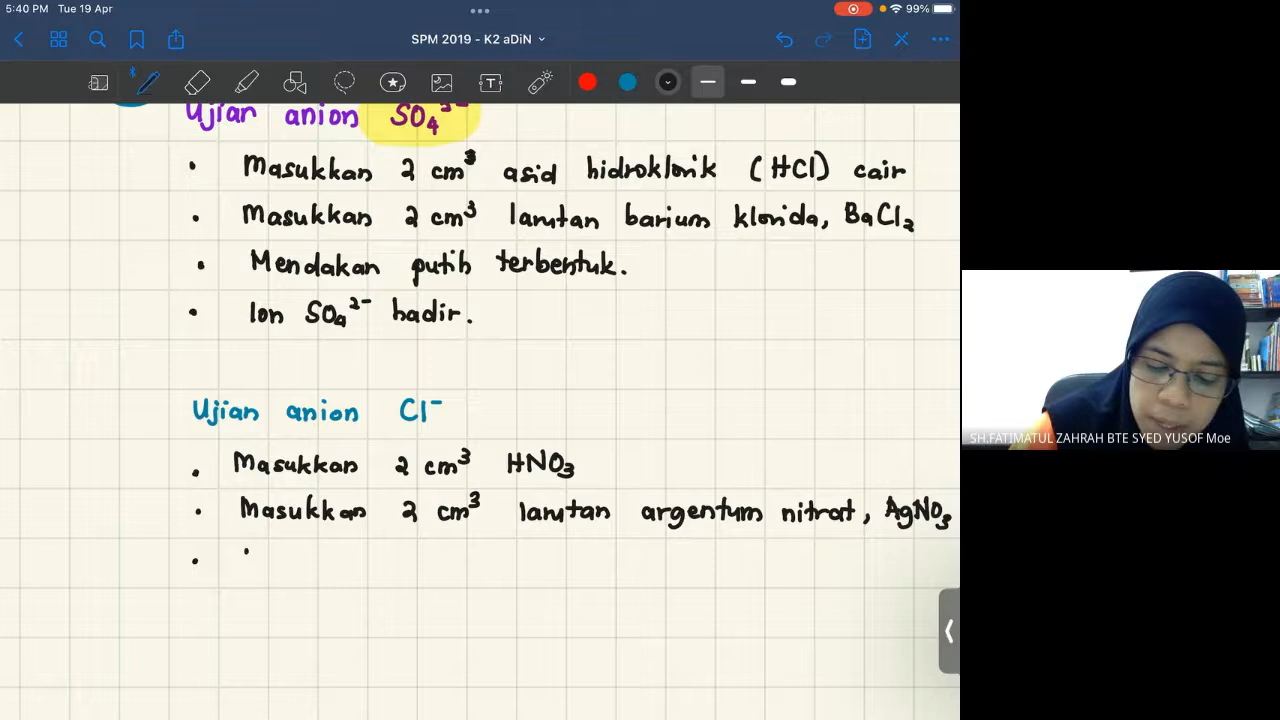 5:40 PM Tue 19 Apr
99%
SPM 2019 - K2 aDiN
Ujian anion SO₄²⁻
• Masukkan 2 cm³ asid hidroklorik (HCl) cair
• Masukkan 2 cm³ larutan barium klorida, BaCl₂
• Mendakan putih terbentuk.
• Ion SO₄²⁻ hadir.
Ujian anion Cl⁻
• Masukkan 2 cm³ HNO₃
• Masukkan 2 cm³ larutan argentum nitrat, AgNO₃
•
SH.FATIMATUL ZAHRAH BTE SYED YUSOF Moe